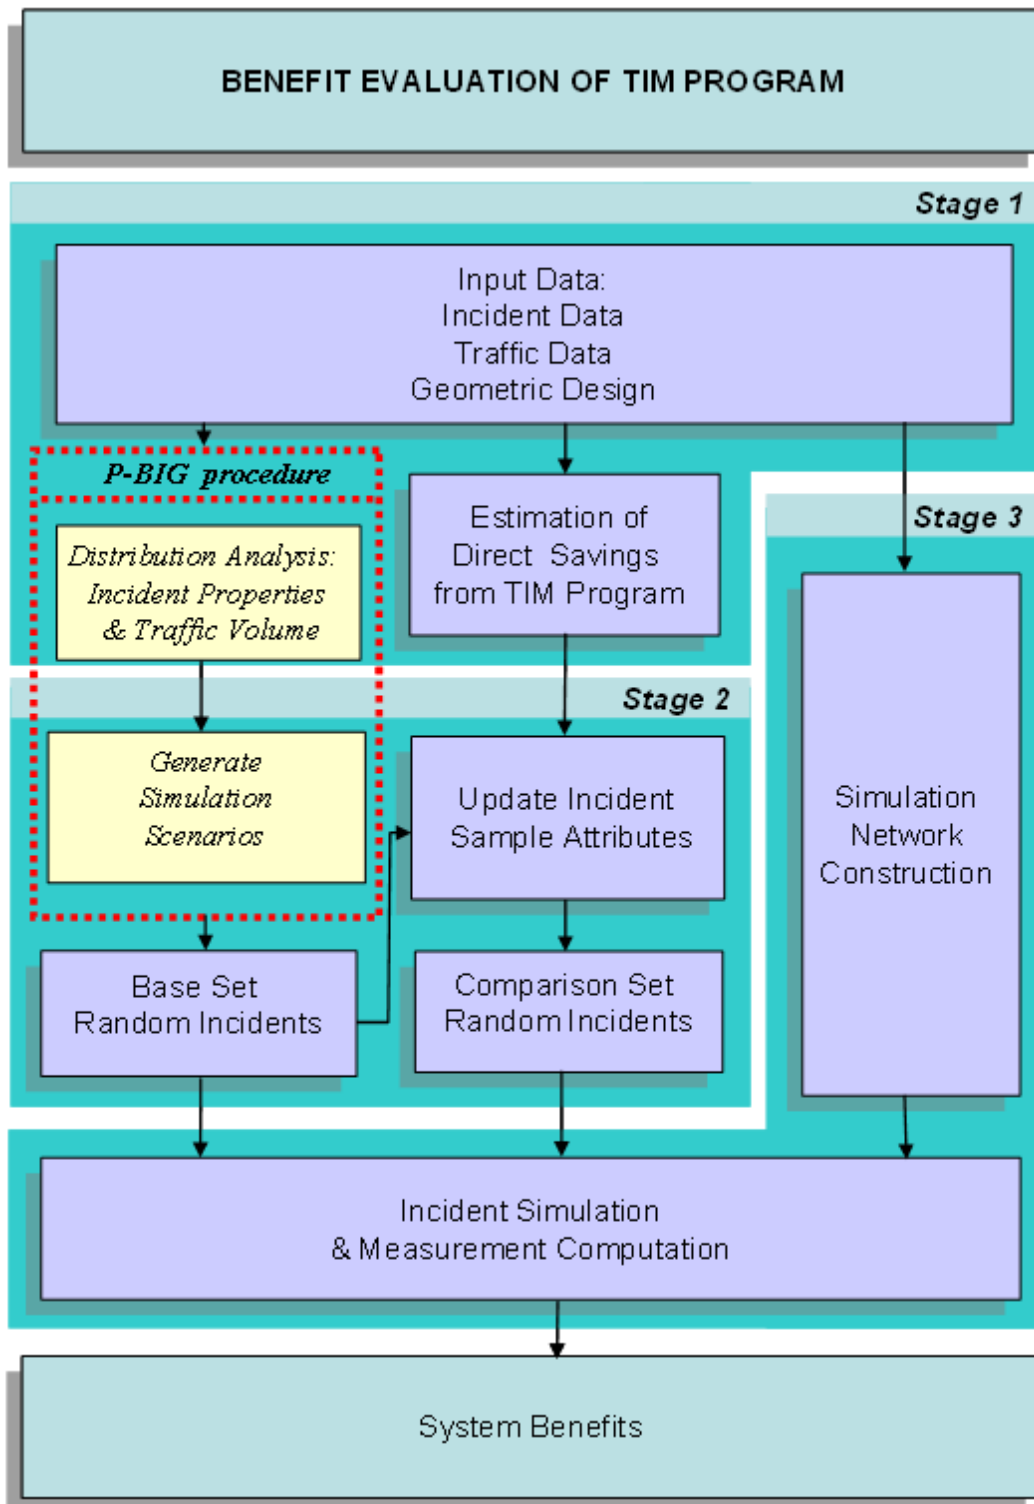 BENEFIT EVALUATION OF TIM PROGRAM
Stage 1
Input Data:
Incident Data
Traffic Data
Geometric Design
P-BIG procedure
Distribution Analysis:
Incident Properties
& Traffic Volume
Estimation of
Direct Savings
from TIM Program
Stage 3
Stage 2
Generate
Simulation
Scenarios
Update Incident
Sample Attributes
Simulation
Network
Construction
Base Set
Random Incidents
Comparison Set
Random Incidents
Incident Simulation
& Measurement Computation
System Benefits